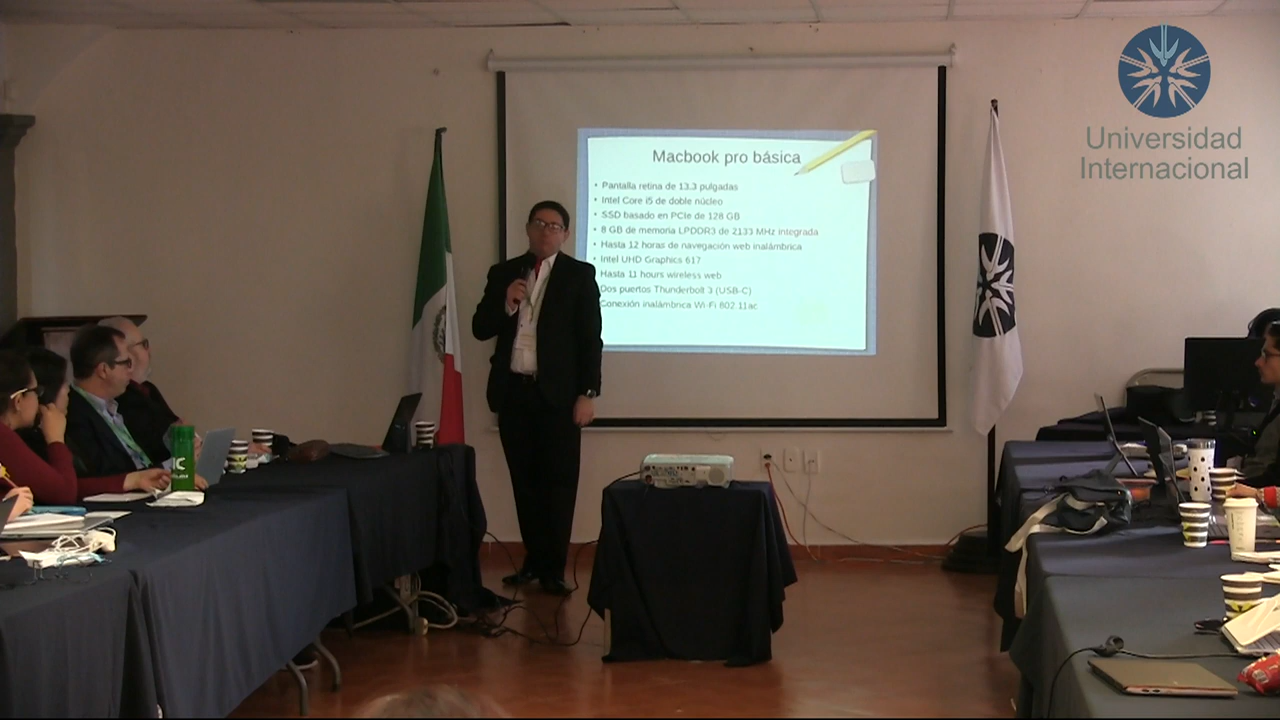 Universidad
Internacional
Macbook pro básica
• Pantalla retina de 13.3 pulgadas
• Intel Core i5 de doble núcleo
• SSD basado en PCIe de 128 GB
• 8 GB de memoria LPDDR3 de 2133 MHz integrada
• Hasta 12 horas de navegación web inalámbrica
Intel UHD Graphics 617
Hasta 11 hours wireless web
Dos puertos Thunderbolt 3 (USB-C)
Conexión inalámbrica Wi-Fi 802.11ac